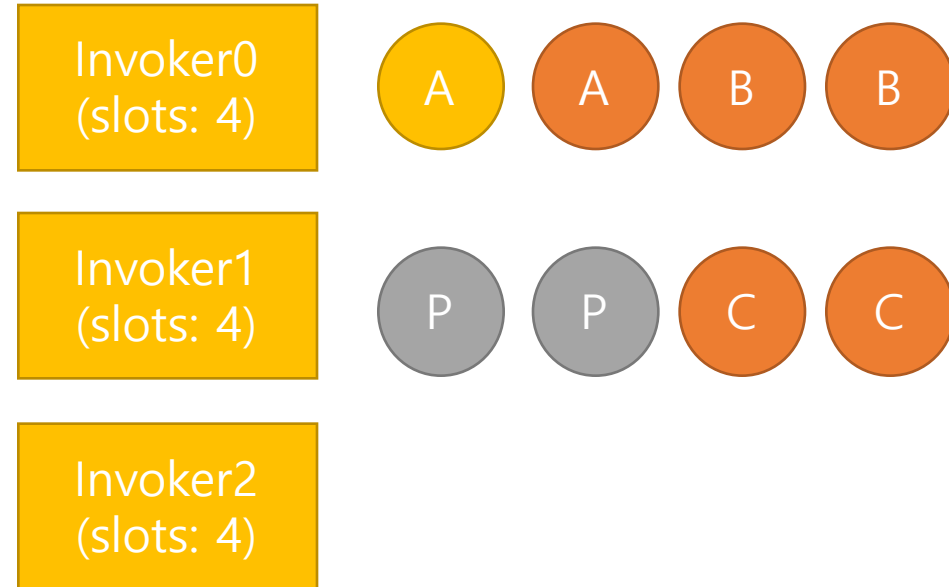 Invoker0
(slots: 4)
A A B B
Invoker1
(slots: 4)
P P C C
Invoker2
(slots: 4)